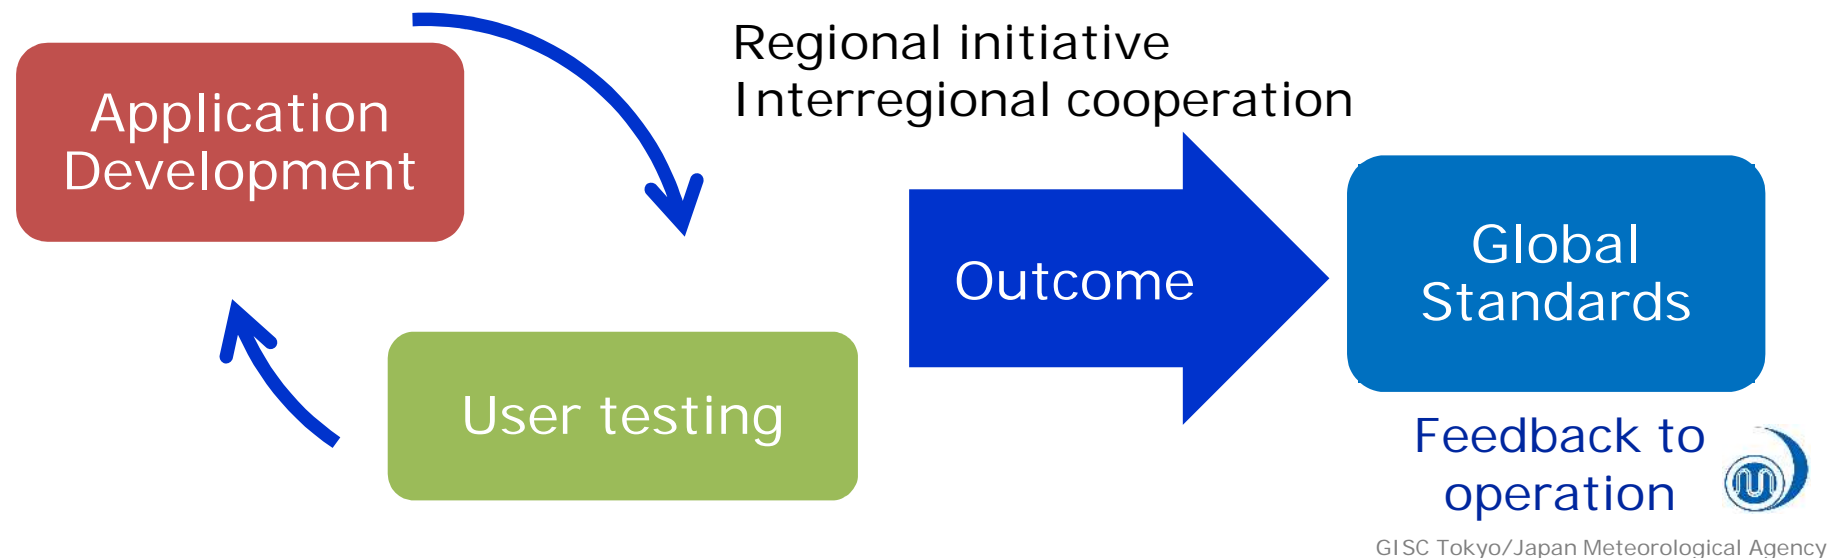 Regional initiative
Interregional cooperation
Application
Development
User testing
Outcome
Global
Standards
Feedback to
operation
GISC Tokyo/Japan Meteorological Agency